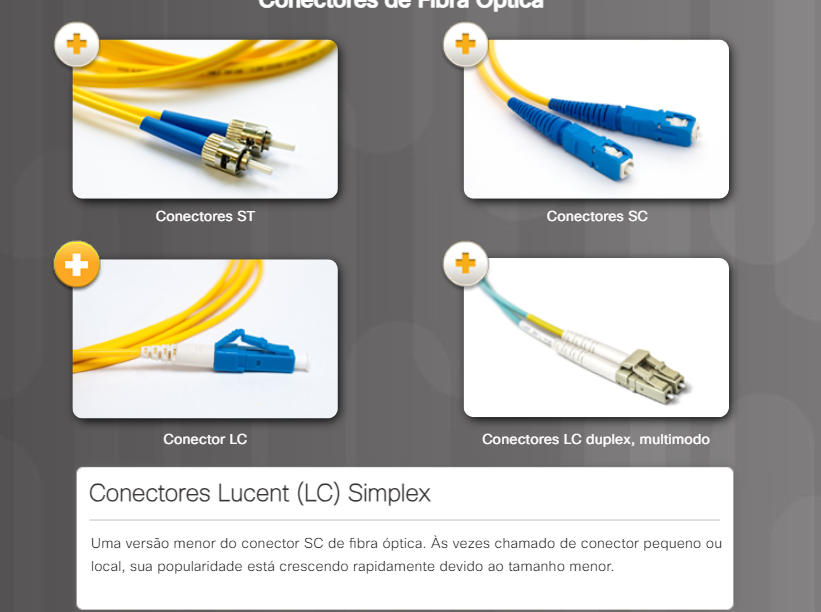 Conectores de Fibra Óptica
Conectores ST
Conectores SC
Conector LC
Conectores LC duplex, multimodo
Conectores Lucent (LC) Simplex
Uma versão menor do conector SC de fibra óptica. Às vezes chamado de conector pequeno ou
local, sua popularidade está crescendo rapidamente devido ao tamanho menor.